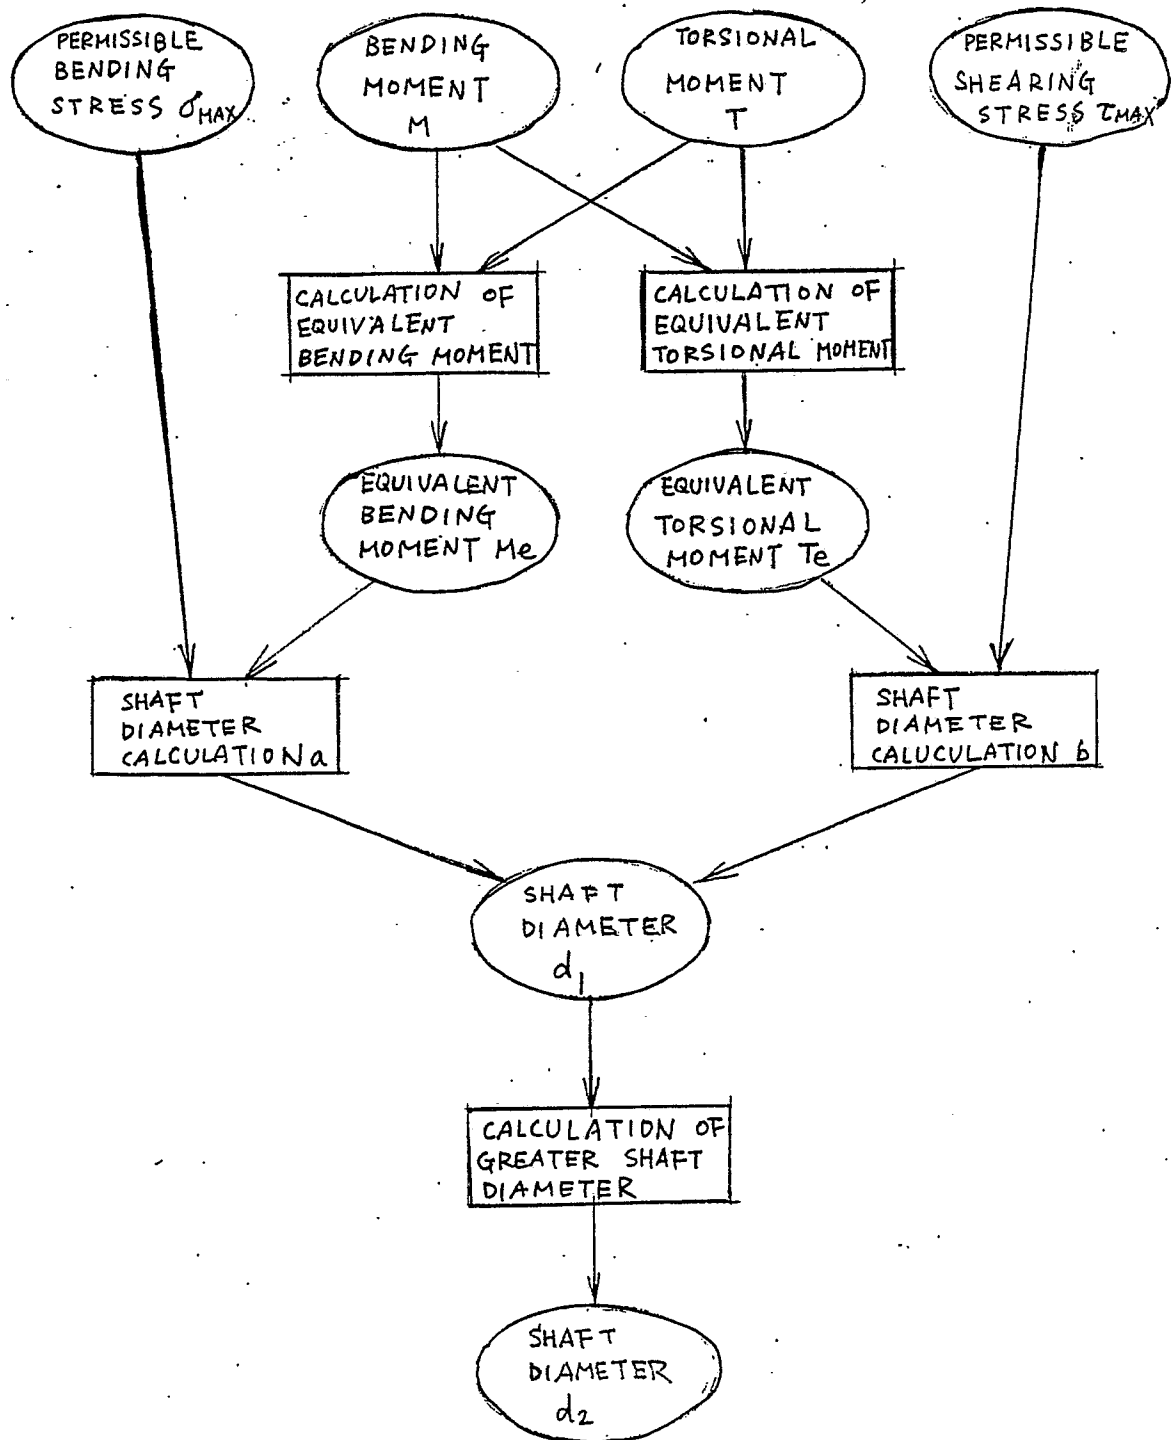 PERMISSIBLE
BENDING
STRESS σMAX
BENDING
MOMENT
M
TORSIONAL
MOMENT
T
PERMISSIBLE
SHEARING
STRESS τMAX
CALCULATION OF
EQUIVALENT
BENDING MOMENT
CALCULATION OF
EQUIVALENT
TORSIONAL MOMENT
EQUIVALENT
BENDING
MOMENT Me
EQUIVALENT
TORSIONAL
MOMENT Te
SHAFT
DIAMETER
CALCULATION a
SHAFT
DIAMETER
CALUCULATION b
SHAFT
DIAMETER
d1
CALCULATION OF
GREATER SHAFT
DIAMETER
SHAFT
DIAMETER
d2